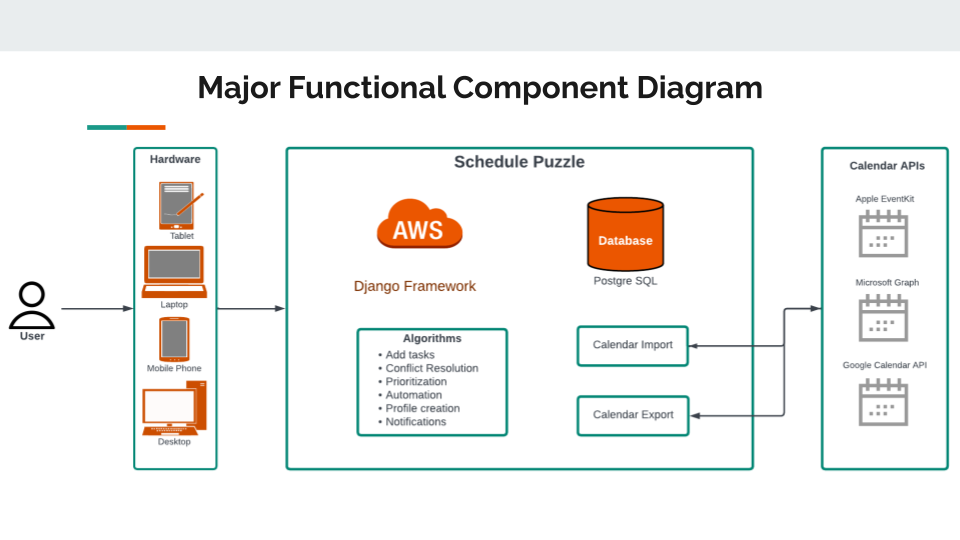 Major Functional Component Diagram
Hardware
Tablet
Laptop
Mobile Phone
Desktop
User
Schedule Puzzle
AWS
Django Framework
Database
Postgre SQL
Algorithms
• Add tasks
• Conflict Resolution
• Prioritization
• Automation
• Profile creation
• Notifications
Calendar Import
Calendar Export
Calendar APIs
Apple EventKit
Microsoft Graph
Google Calendar API